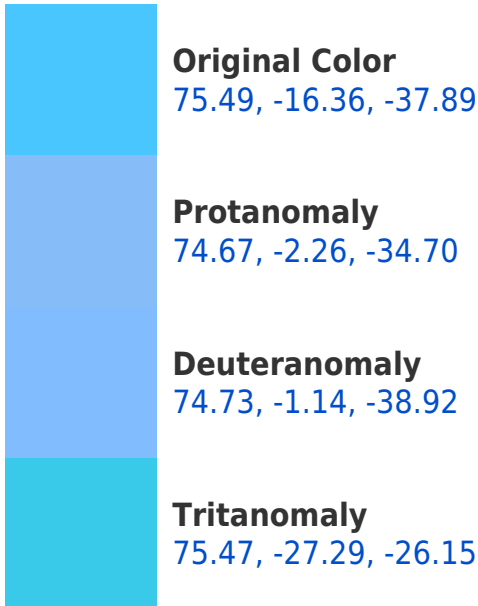 Original Color
75.49, -16.36, -37.89
Protanomaly
74.67, -2.26, -34.70
Deuteranomaly
74.73, -1.14, -38.92
Tritanomaly
75.47, -27.29, -26.15